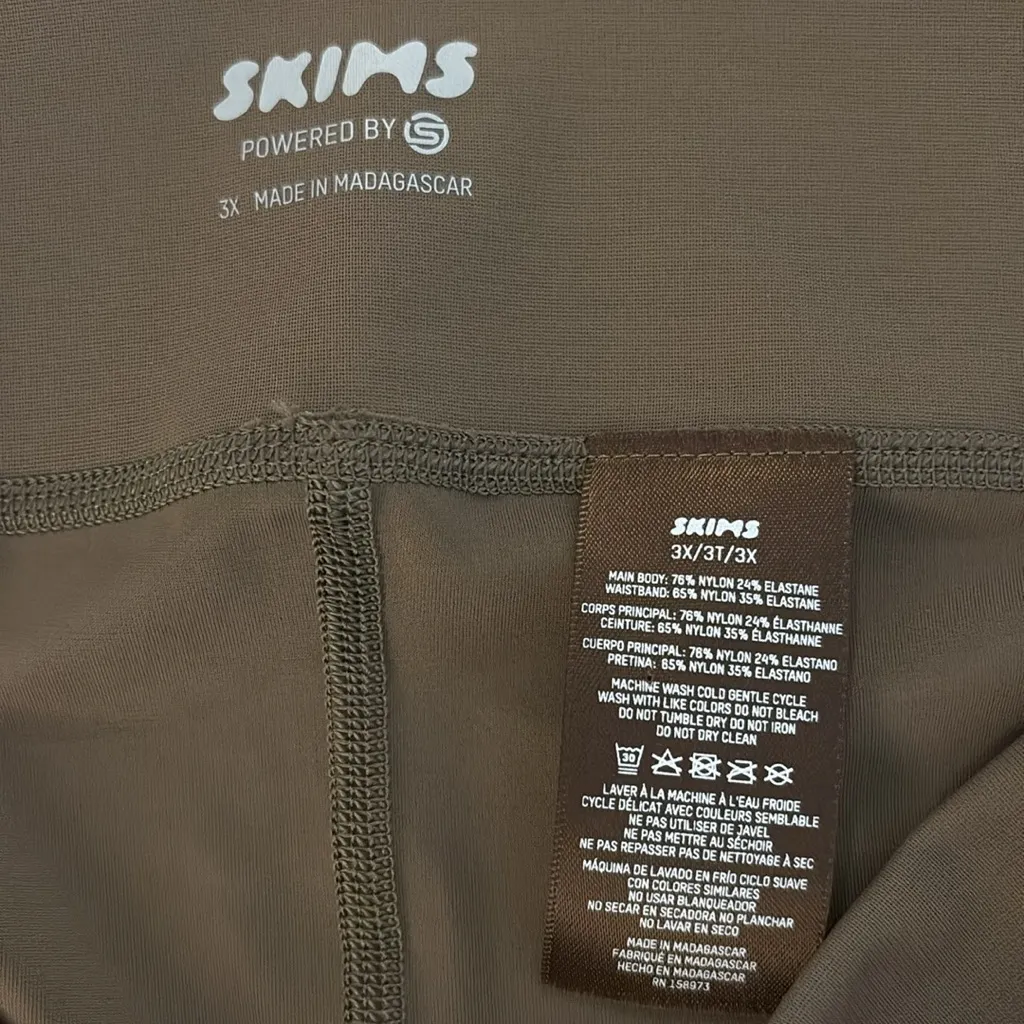 SKIMS
POWERED BY S
3X MADE IN MADAGASCAR
SKIMS
3X/3T/3X
MAIN BODY: 76% NYLON 24% ELASTANE
WAISTBAND: 65% NYLON 35% ELASTANE
CORPS PRINCIPAL: 76% NYLON 24% ÉLASTHANNE
CEINTURE: 65% NYLON 35% ÉLASTHANNE
CUERPO PRINCIPAL: 76% NYLON 24% ELASTANO
PRETINA: 65% NYLON 35% ELASTANO
MACHINE WASH COLD GENTLE CYCLE
WASH WITH LIKE COLORS DO NOT BLEACH
DO NOT TUMBLE DRY DO NOT IRON
DO NOT DRY CLEAN
30
LAVER À LA MACHINE À L'EAU FROIDE
CYCLE DÉLICAT AVEC COULEURS SEMBLABLE
NE PAS UTILISER DE JAVEL
NE PAS METTRE AU SÉCHOIR
NE PAS REPASSER PAS DE NETTOYAGE À SEC
MÁQUINA DE LAVADO EN FRÍO CICLO SUAVE
CON COLORES SIMILARES
NO USAR BLANQUEADOR
NO SECAR EN SECADORA NO PLANCHAR
NO LAVAR EN SECO
MADE IN MADAGASCAR
FABRIQUÉ EN MADAGASCAR
HECHO EN MADAGASCAR
RN 158973